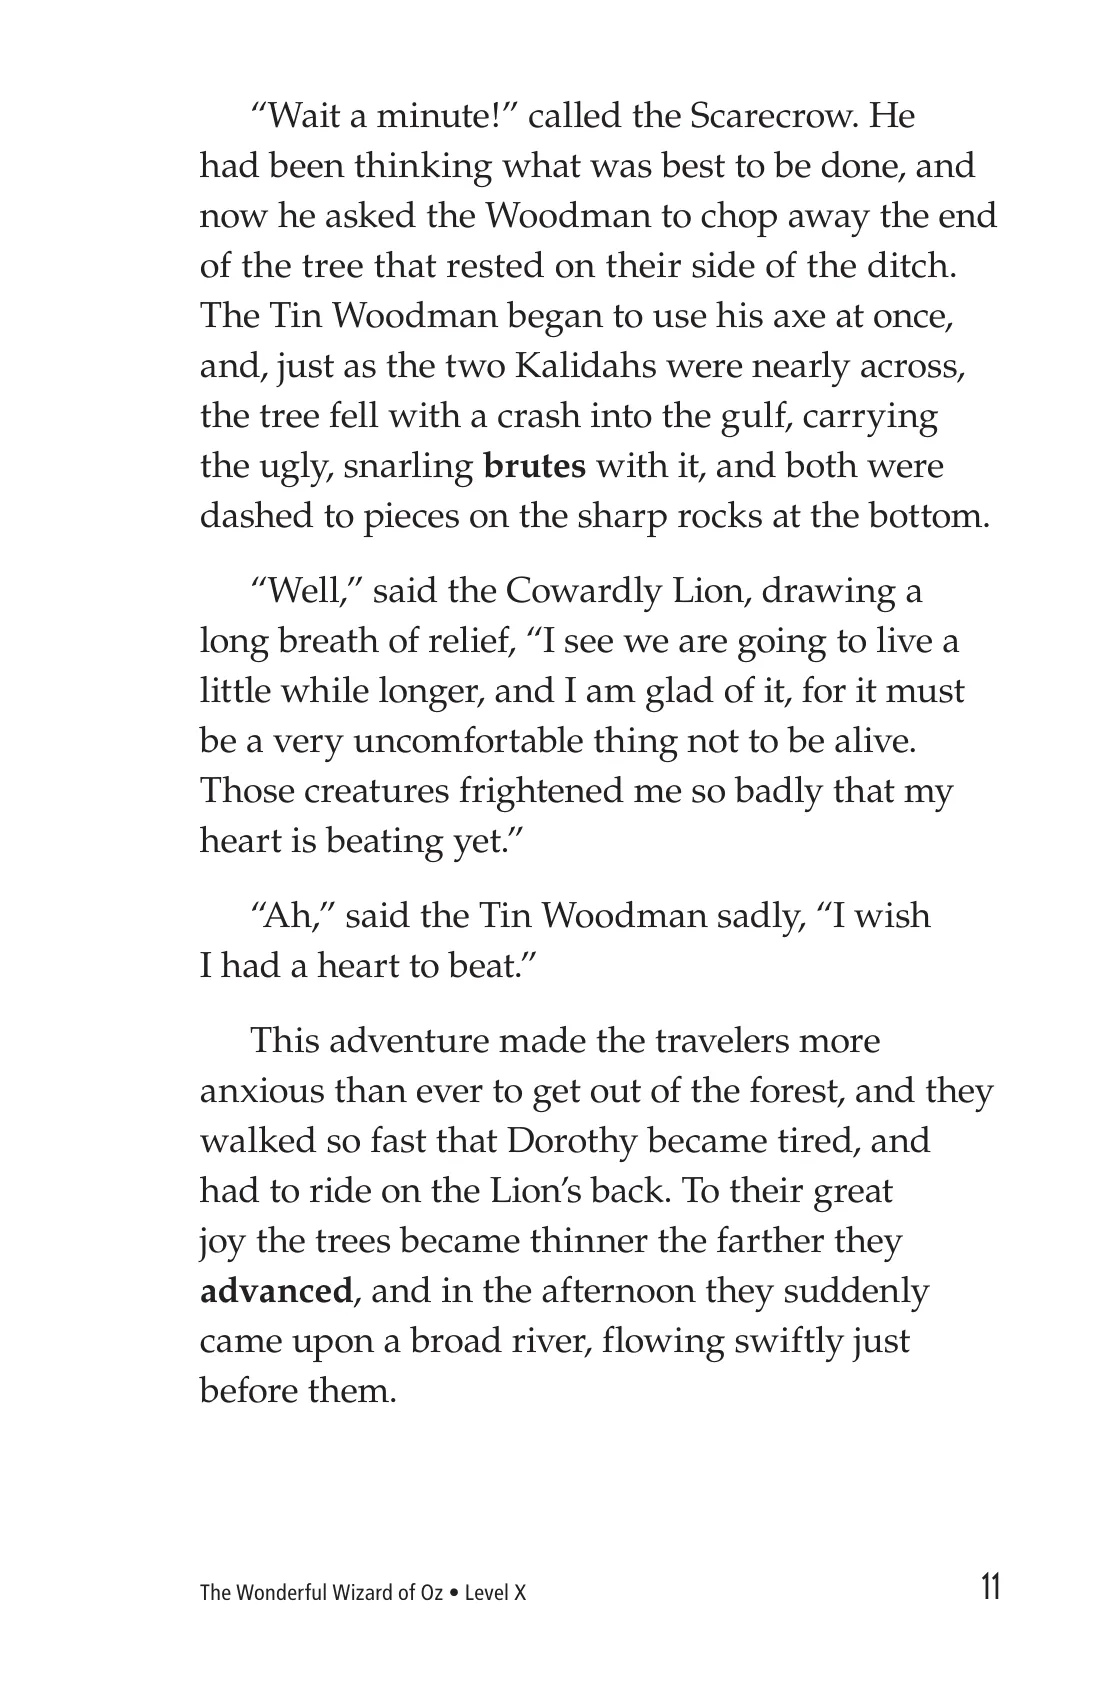 “Wait a minute!” called the Scarecrow. He
had been thinking what was best to be done, and
now he asked the Woodman to chop away the end
of the tree that rested on their side of the ditch.
The Tin Woodman began to use his axe at once,
and, just as the two Kalidahs were nearly across,
the tree fell with a crash into the gulf, carrying
the ugly, snarling brutes with it, and both were
dashed to pieces on the sharp rocks at the bottom.
“Well,” said the Cowardly Lion, drawing a
long breath of relief, “I see we are going to live a
little while longer, and I am glad of it, for it must
be a very uncomfortable thing not to be alive.
Those creatures frightened me so badly that my
heart is beating yet.”
“Ah,” said the Tin Woodman sadly, “I wish
I had a heart to beat.”
This adventure made the travelers more
anxious than ever to get out of the forest, and they
walked so fast that Dorothy became tired, and
had to ride on the Lion’s back. To their great
joy the trees became thinner the farther they
advanced, and in the afternoon they suddenly
came upon a broad river, flowing swiftly just
before them.
The Wonderful Wizard of Oz • Level X 11